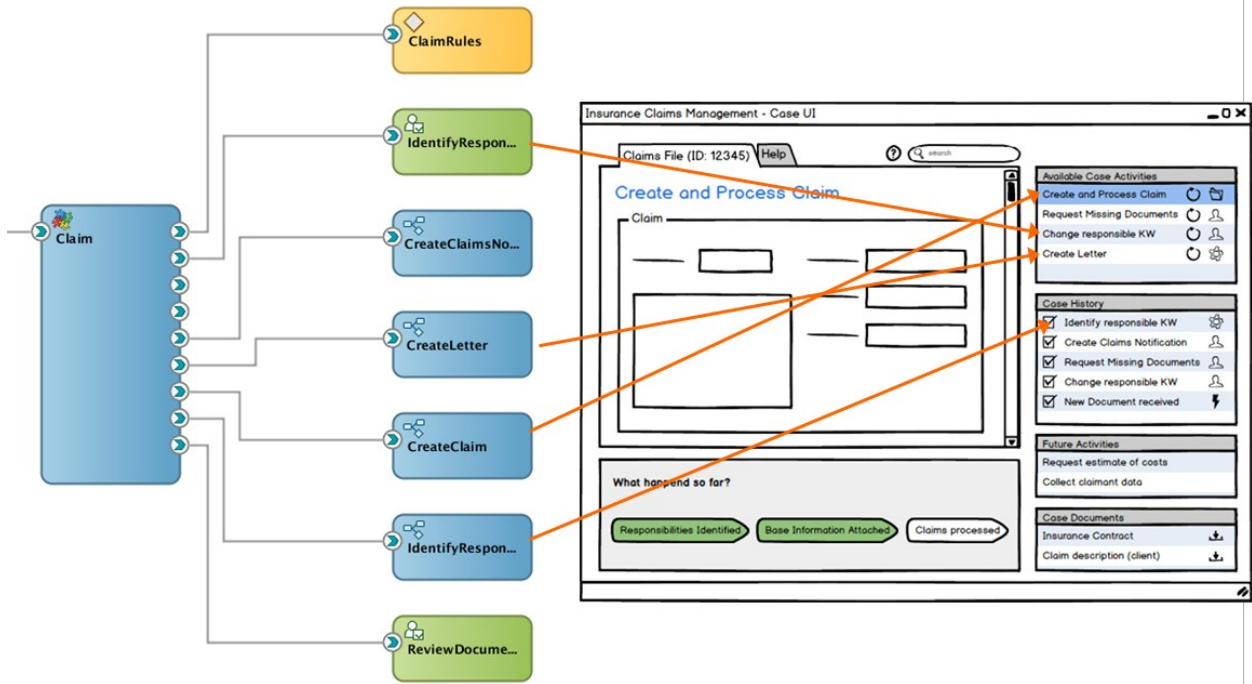 ClaimRules
IdentifyRespon...
Claim
CreateClaimsNo...
CreateLetter
CreateClaim
IdentifyRespon...
ReviewDocume...
Insurance Claims Management - Case UI
Claims File (ID: 12345)
Help
?
search
Create and Process Claim
Claim
What happend so far?
Responsibilities Identified
Base Information Attached
Claims processed
Available Case Activities
Create and Process Claim
Request Missing Documents
Change responsible KW
Create Letter
Case History
Identify responsible KW
Create Claims Notification
Request Missing Documents
Change responsible KW
New Document received
Future Activities
Request estimate of costs
Collect claimant data
Case Documents
Insurance Contract
Claim description (client)